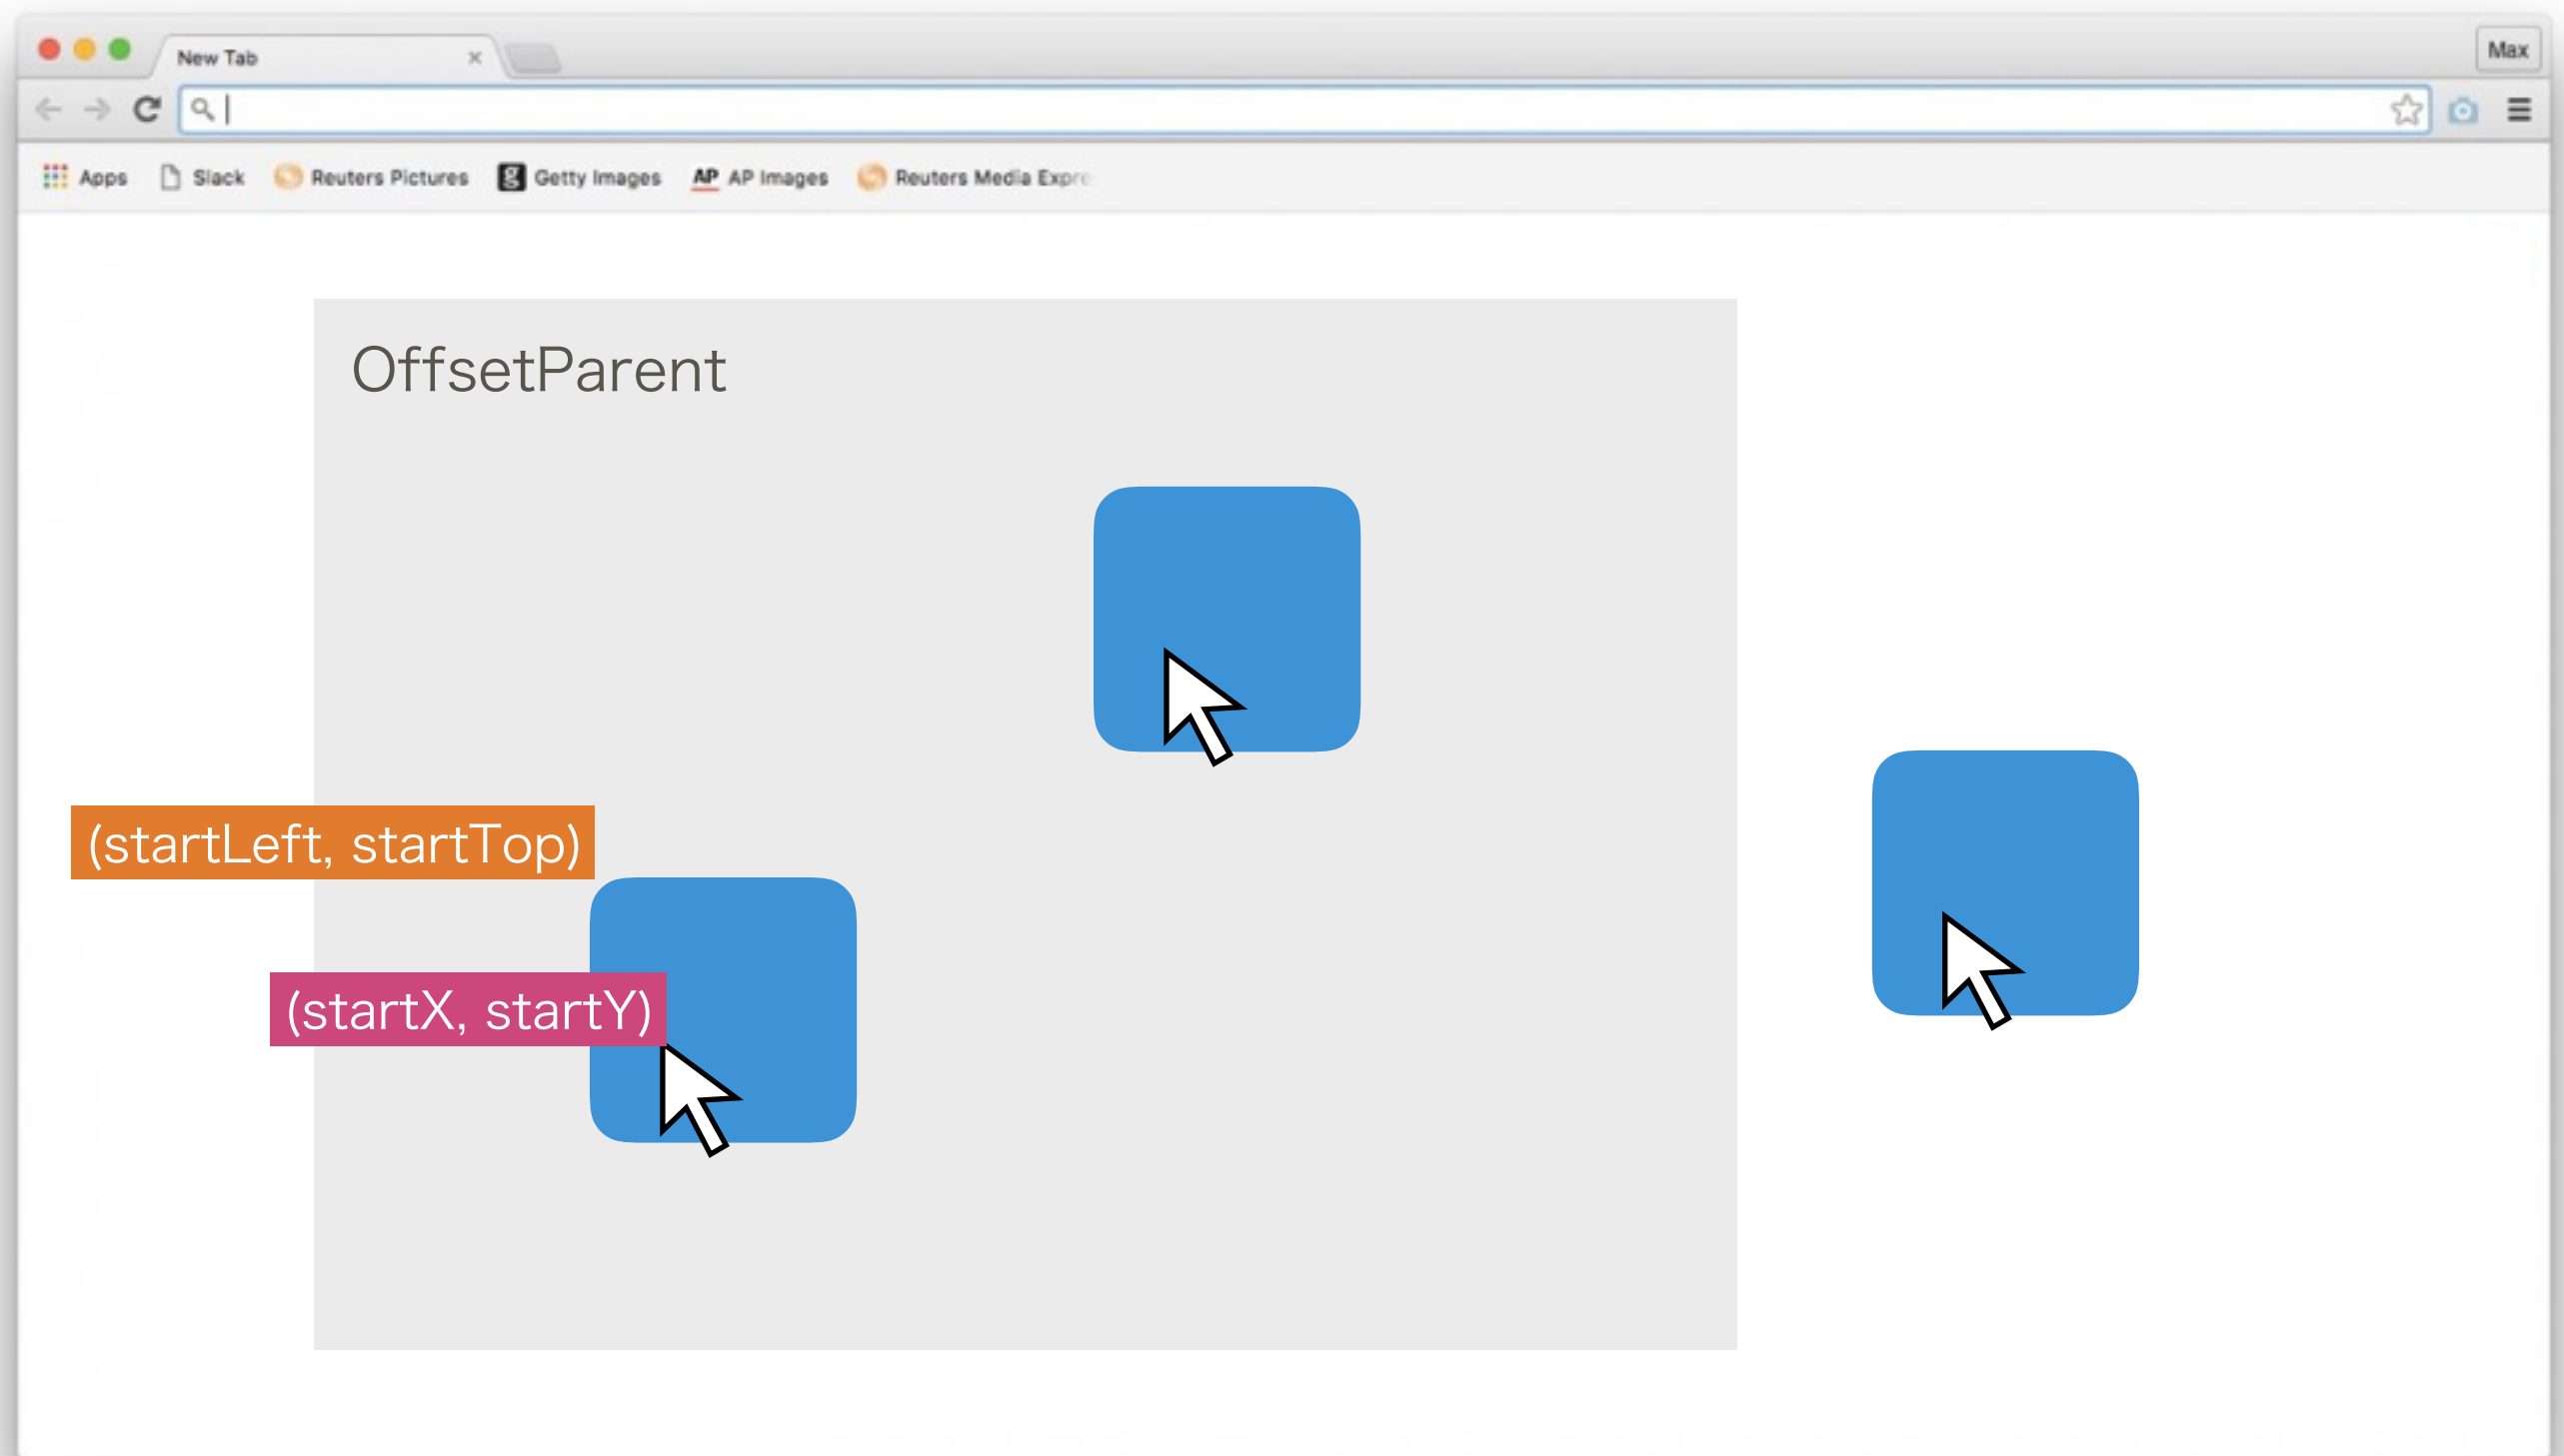 New Tab
Max
Apps Slack Reuters Pictures Getty Images AP AP Images Reuters Media Expre
OffsetParent
(startLeft, startTop)
(startX, startY)